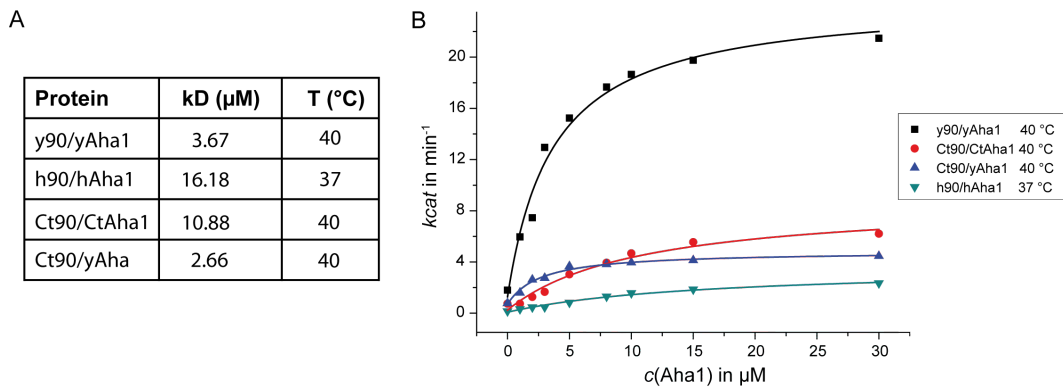 A
Protein kD (µM) T (°C)
y90/yAha1 3.67 40
h90/hAha1 16.18 37
Ct90/CtAha1 10.88 40
Ct90/yAha 2.66 40
B
kcat in min-1
20
16
12
8
4
0
0 5 10 15 20 25 30
c(Aha1) in µM
y90/yAha1 40 °C
Ct90/CtAha1 40 °C
Ct90/yAha1 40 °C
h90/hAha1 37 °C